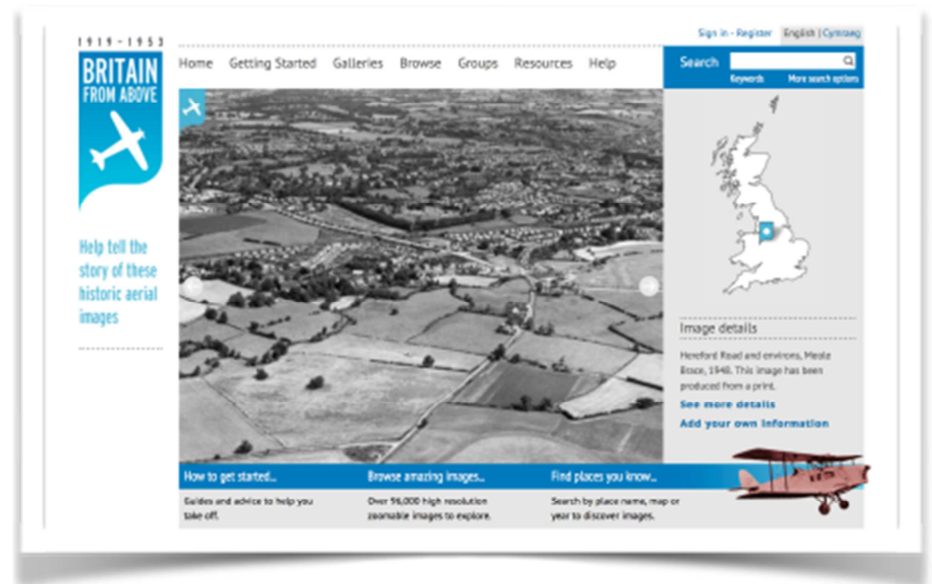 1919-1953
BRITAIN
FROM ABOVE
Help tell the
story of these
historic aerial
images
Sign in - Register English | Cymraeg
Home Getting Started Galleries Browse Groups Resources Help
Search
Keywords More search options
Image details
Hereford Road and environs, Meole
Brace, 1948. This image has been
produced from a print.
See more details
Add your own information
How to get started... Browse amazing images... Find places you know...
Guides and advice to help you Over 96,000 high resolution Search by place name, map or
take off. zoomable images to explore. year to discover images.